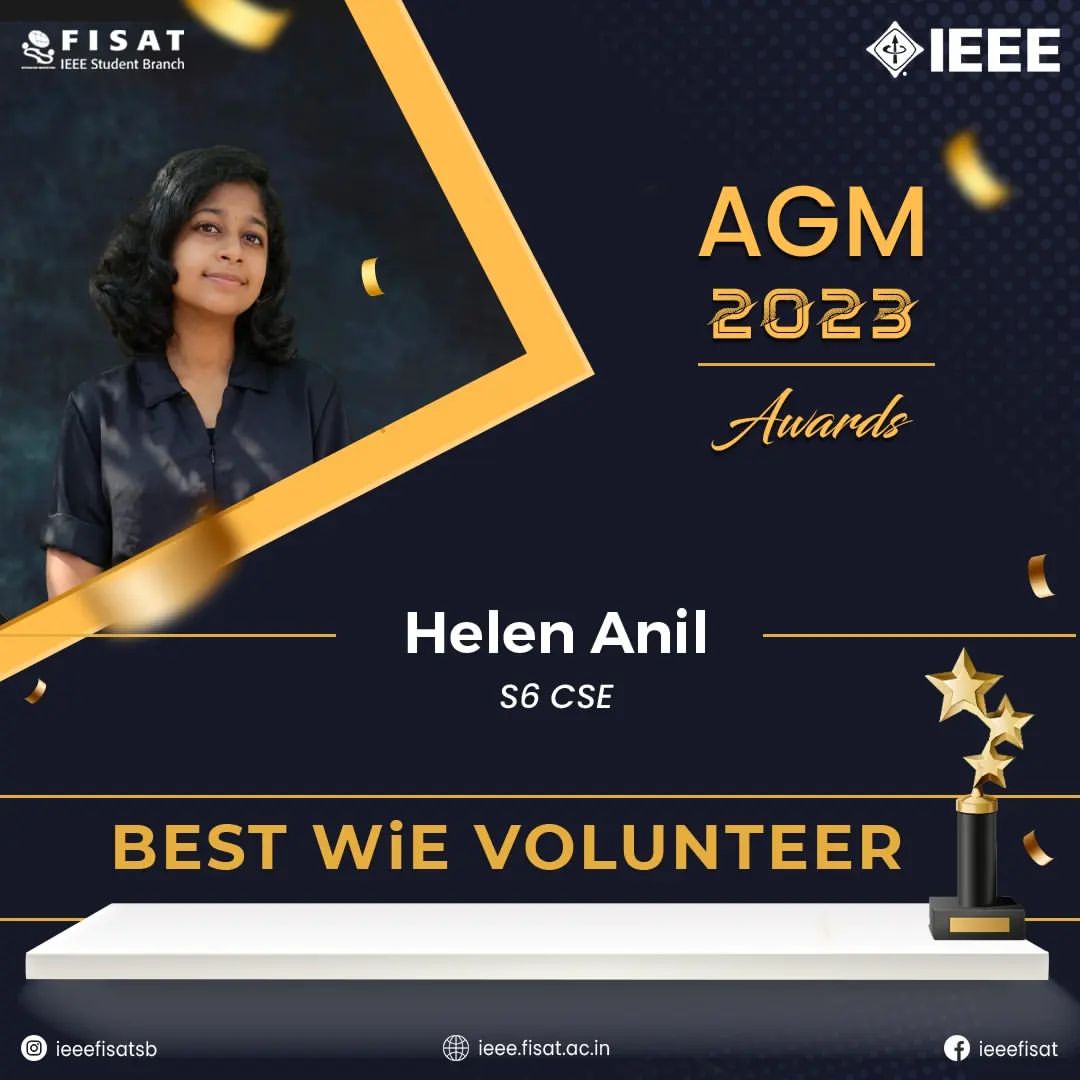 FISAT
IEEE Student Branch
IEEE
AGM
2023
Awards
Helen Anil
S6 CSE
BEST WiE VOLUNTEER
ieeefisatsb
ieee.fisat.ac.in
ieeefisat